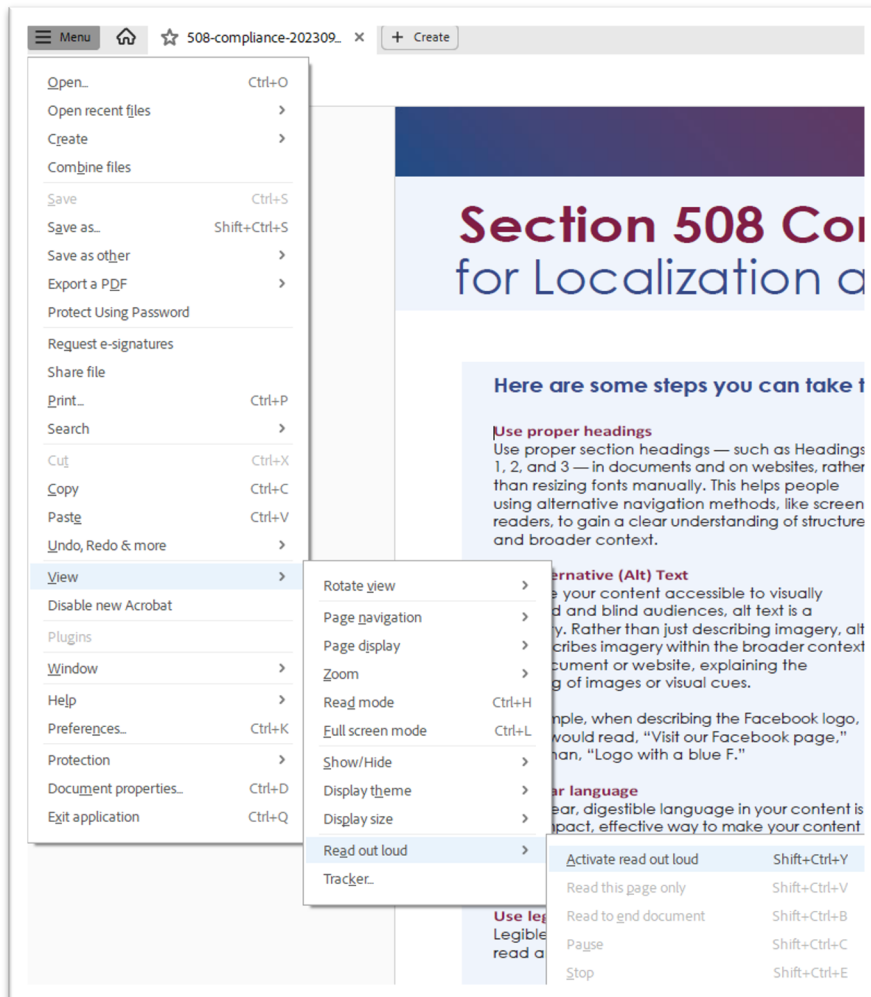 Menu
508-compliance-202309...
+ Create
Open... Ctrl+O
Open recent files
Create
Combine files
Save Ctrl+S
Save as... Shift+Ctrl+S
Save as other
Export a PDF
Protect Using Password
Request e-signatures
Share file
Print... Ctrl+P
Search
Cut Ctrl+X
Copy Ctrl+C
Paste Ctrl+V
Undo, Redo & more
View
Disable new Acrobat
Plugins
Window
Help
Preferences... Ctrl+K
Protection
Document properties... Ctrl+D
Exit application Ctrl+Q
Rotate view
Page navigation
Page display
Zoom
Read mode Ctrl+H
Full screen mode Ctrl+L
Show/Hide
Display theme
Display size
Read out loud
Tracker...
Activate read out loud Shift+Ctrl+Y
Read this page only Shift+Ctrl+V
Read to end document Shift+Ctrl+B
Pause Shift+Ctrl+C
Stop Shift+Ctrl+E
Section 508 Co
for Localization a
Here are some steps you can take t
Use proper headings
Use proper section headings — such as Headings
1, 2, and 3 — in documents and on websites, rather
than resizing fonts manually. This helps people
using alternative navigation methods, like screen
readers, to gain a clear understanding of structure
and broader context.
ernative (Alt) Text
e your content accessible to visually
d and blind audiences, alt text is a
y. Rather than just describing imagery, alt
cribes imagery within the broader context
cument or website, explaining the
g of images or visual cues.
mple, when describing the Facebook logo,
would read, “Visit our Facebook page,”
han, “Logo with a blue F.”
ar language
ear, digestible language in your content is
pact, effective way to make your content
Use leg
Legible
read a